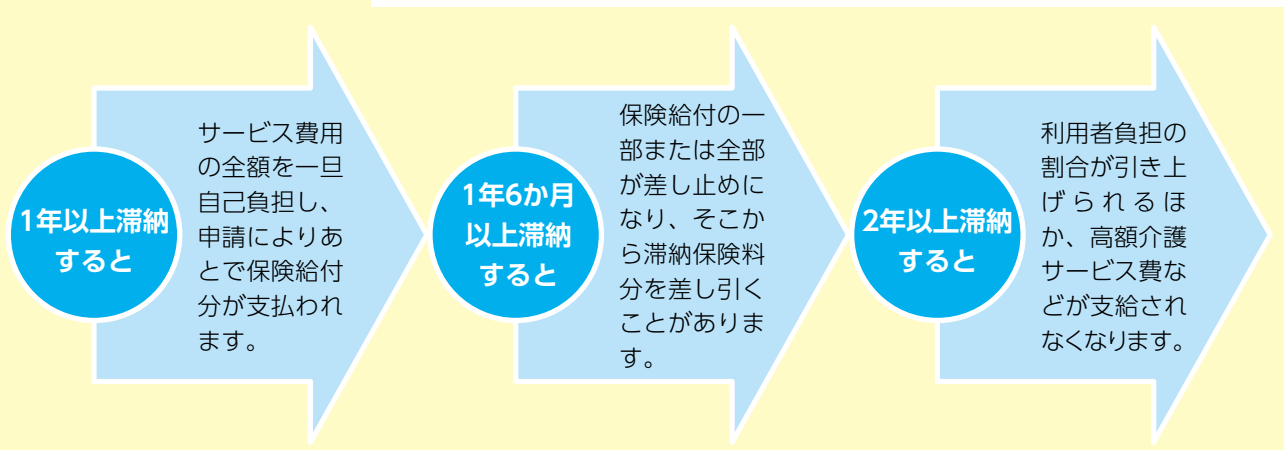 1年以上滞納
すると
サービス費用
の全額を一旦
自己負担し、
申請によりあ
とで保険給付
分が支払われ
ます。
1年6か月
以上滞納
すると
保険給付の一
部または全部
が差し止めに
なり、そこか
ら滞納保険料
分を差し引く
ことがありま
す。
2年以上滞納
すると
利用者負担の
割合が引き上
げられるほ
か、高額介護
サービス費な
どが支給され
なくなります。